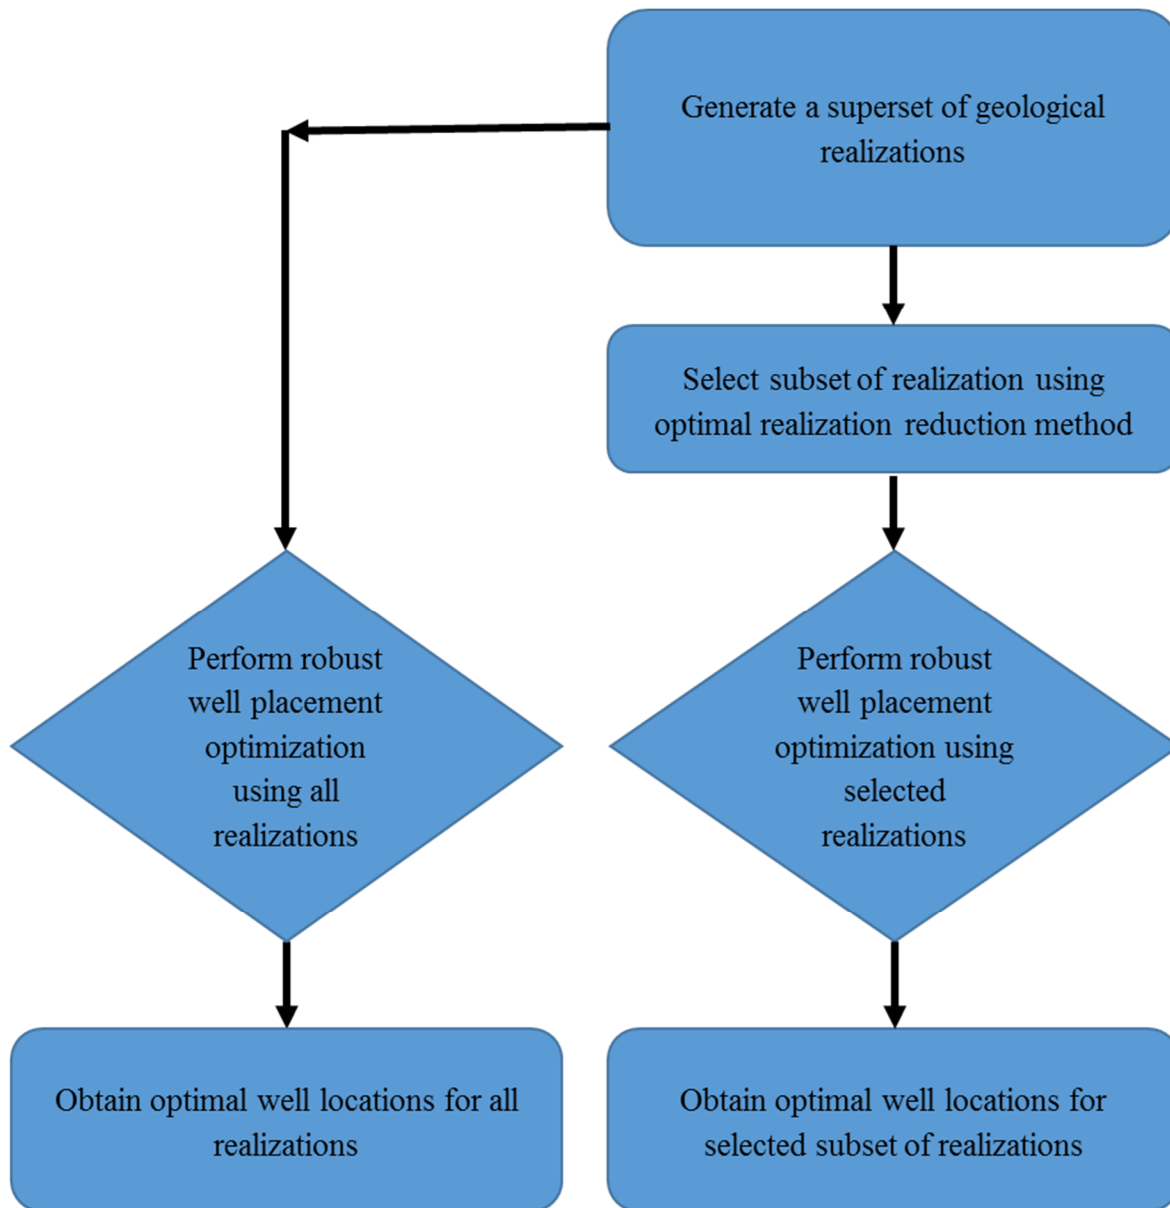 Generate a superset of geological
realizations
Select subset of realization using
optimal realization reduction method
Perform robust
well placement
optimization
using all
realizations
Perform robust
well placement
optimization using
selected
realizations
Obtain optimal well locations for all
realizations
Obtain optimal well locations for
selected subset of realizations